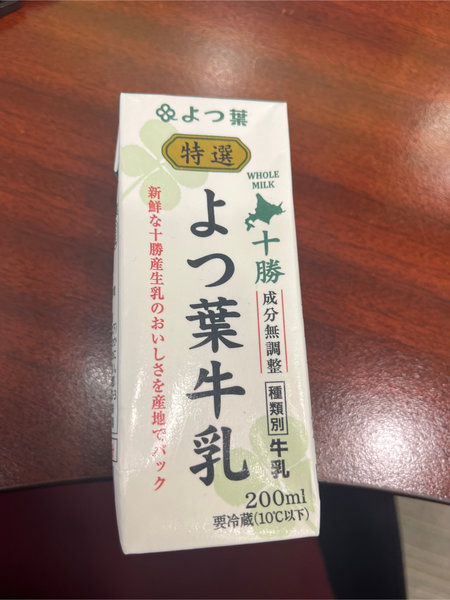 よつ葉
特選
WHOLE
MILK
十勝
成分無調整
種類別 牛乳
よつ葉牛乳
新鮮な十勝産生乳のおいしさを産地でパック
200ml
要冷蔵(10℃以下)